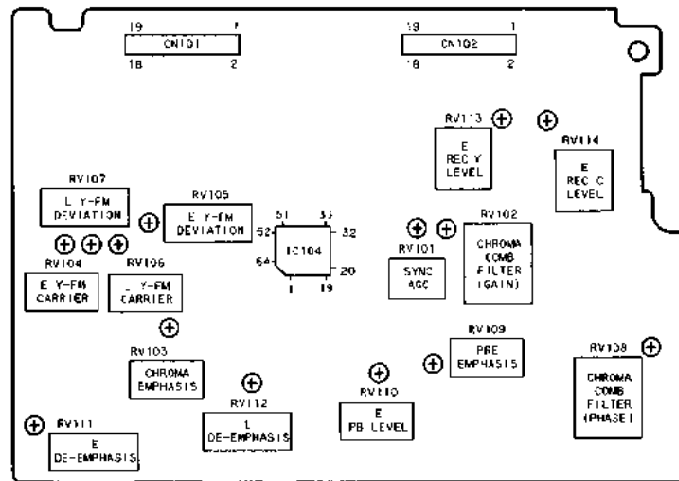 19 1
CN101
18 2
19 1
CN102
18 2
RV113
E
REC Y
LEVEL
RV114
E
REC C
LEVEL
RV107
L Y-FM
DEVIATION
RV105
E Y-FM
DEVIATION
51 33
52 32
IC104
64 20
1 19
RV101
SYNC
AGC
RV102
CHROMA
COMB
FILTER
(GAIN)
RV104
E Y-FM
CARRIER
RV106
L Y-FM
CARRIER
RV103
CHROMA
EMPHASIS
RV109
PRE
EMPHASIS
RV108
CHROMA
COMB
FILTER
(PHASE)
RV111
E
DE-EMPHASIS
RV112
L
DE-EMPHASIS
RV110
E
PB LEVEL